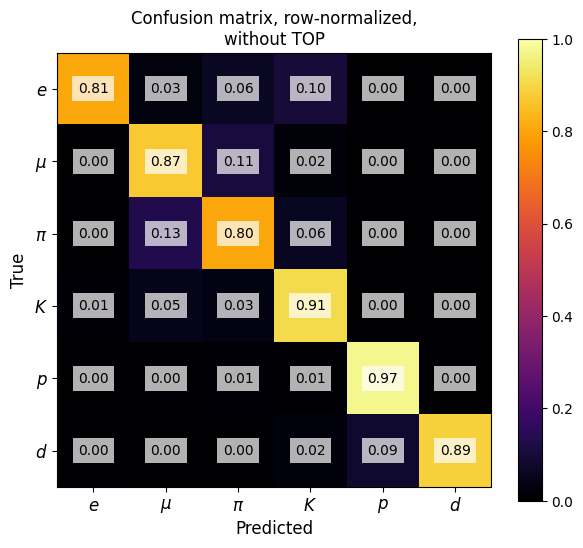 Confusion matrix, row-normalized,
without TOP
True
e 0.81 0.03 0.06 0.10 0.00 0.00
μ 0.00 0.87 0.11 0.02 0.00 0.00
π 0.00 0.13 0.80 0.06 0.00 0.00
K 0.01 0.05 0.03 0.91 0.00 0.00
p 0.00 0.00 0.01 0.01 0.97 0.00
d 0.00 0.00 0.00 0.02 0.09 0.89
e μ π K p d
Predicted
1.0
0.8
0.6
0.4
0.2
0.0